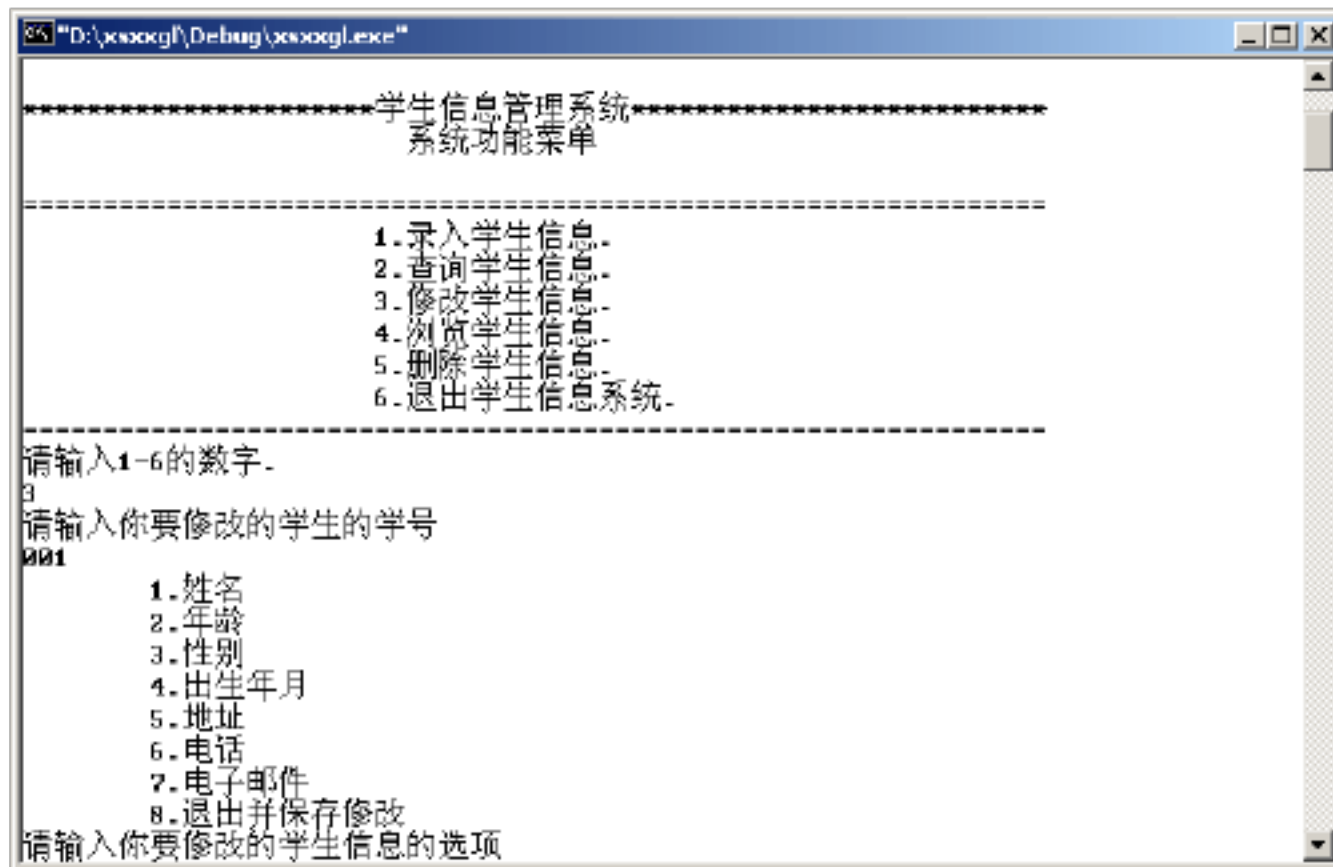 "D:\xsxxgl\Debug\xsxxgl.exe"
**********************学生信息管理系统**************************
系统功能菜单
================================================================
1.录入学生信息.
2.查询学生信息.
3.修改学生信息.
4.浏览学生信息.
5.删除学生信息.
6.退出学生信息系统.
----------------------------------------------------------------
请输入1-6的数字.
3
请输入你要修改的学生的学号
001
1.姓名
2.年龄
3.性别
4.出生年月
5.地址
6.电话
7.电子邮件
8.退出并保存修改
请输入你要修改的学生信息的选项